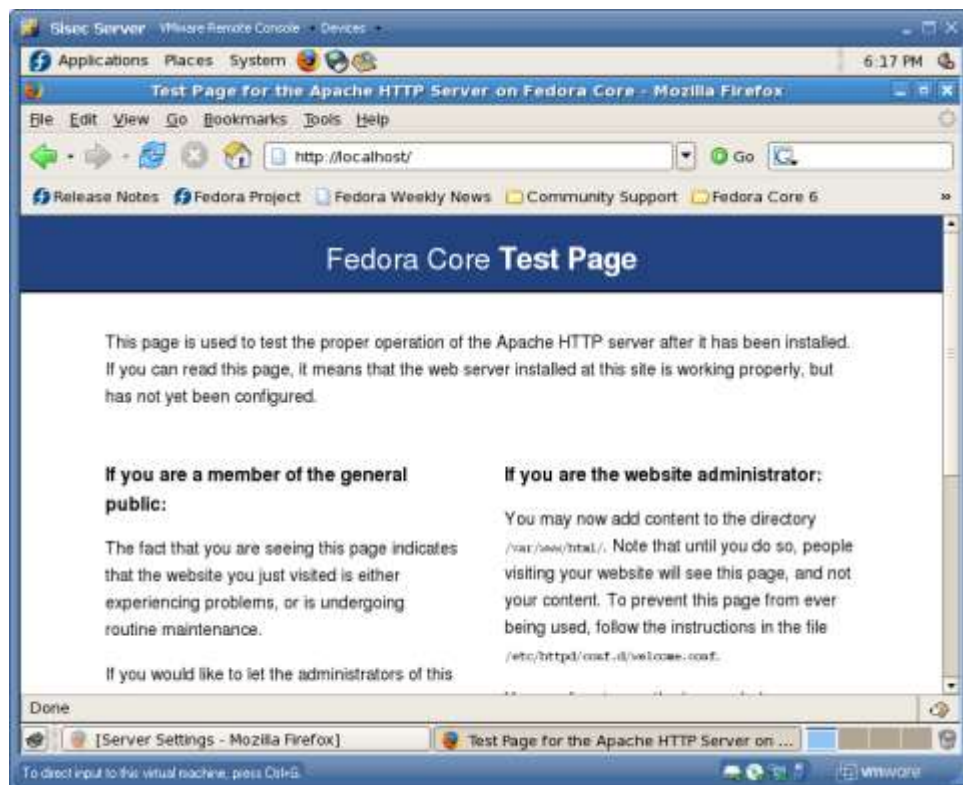 Sisec Server VMware Remote Console Devices
Applications Places System 6:17 PM
Test Page for the Apache HTTP Server on Fedora Core - Mozilla Firefox
File Edit View Go Bookmarks Tools Help
http://localhost/ Go
Release Notes Fedora Project Fedora Weekly News Community Support Fedora Core 6 »
Fedora Core Test Page
This page is used to test the proper operation of the Apache HTTP server after it has been installed.
If you can read this page, it means that the web server installed at this site is working properly, but
has not yet been configured.
If you are a member of the general
public:
The fact that you are seeing this page indicates
that the website you just visited is either
experiencing problems, or is undergoing
routine maintenance.
If you would like to let the administrators of this
If you are the website administrator:
You may now add content to the directory
/var/www/html/. Note that until you do so, people
visiting your website will see this page, and not
your content. To prevent this page from ever
being used, follow the instructions in the file
/etc/httpd/conf.d/welcome.conf.
Done
[Server Settings - Mozilla Firefox] Test Page for the Apache HTTP Server on ...
To direct input to this virtual machine, press Ctrl+G. vmware